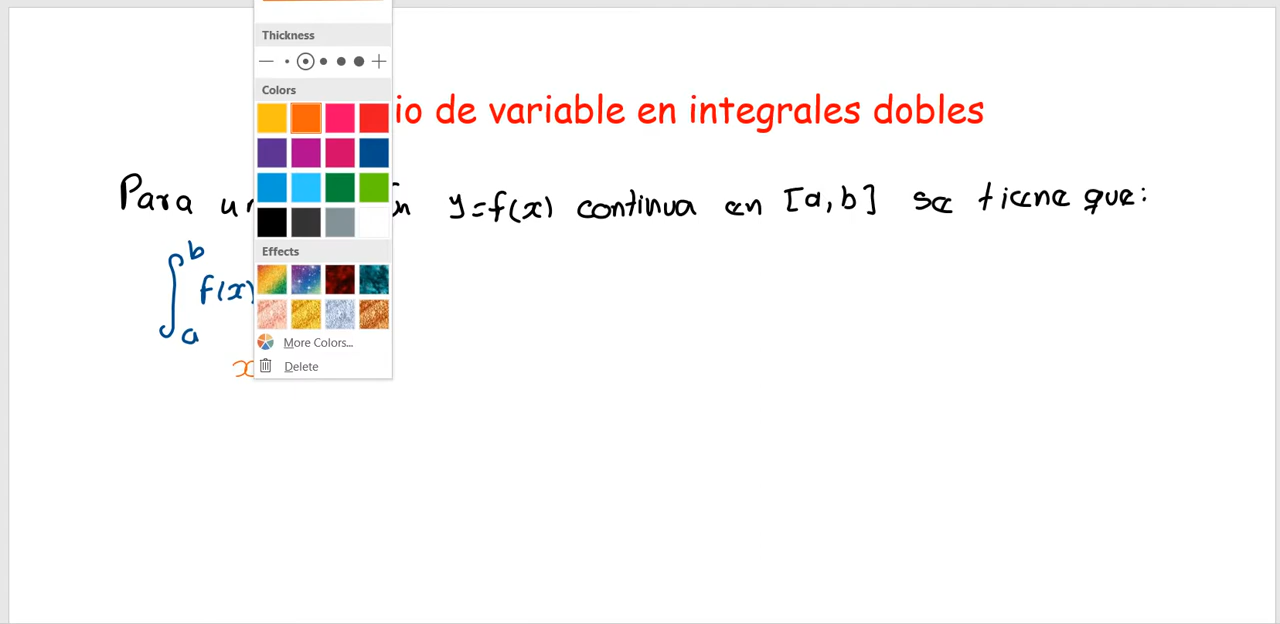 Thickness
Colors
io de variable en integrales dobles
Para un n y=f(x) continua en [a,b] se tiene que:
Effects
∫ₐᵇ f(x)
More Colors...
x
Delete